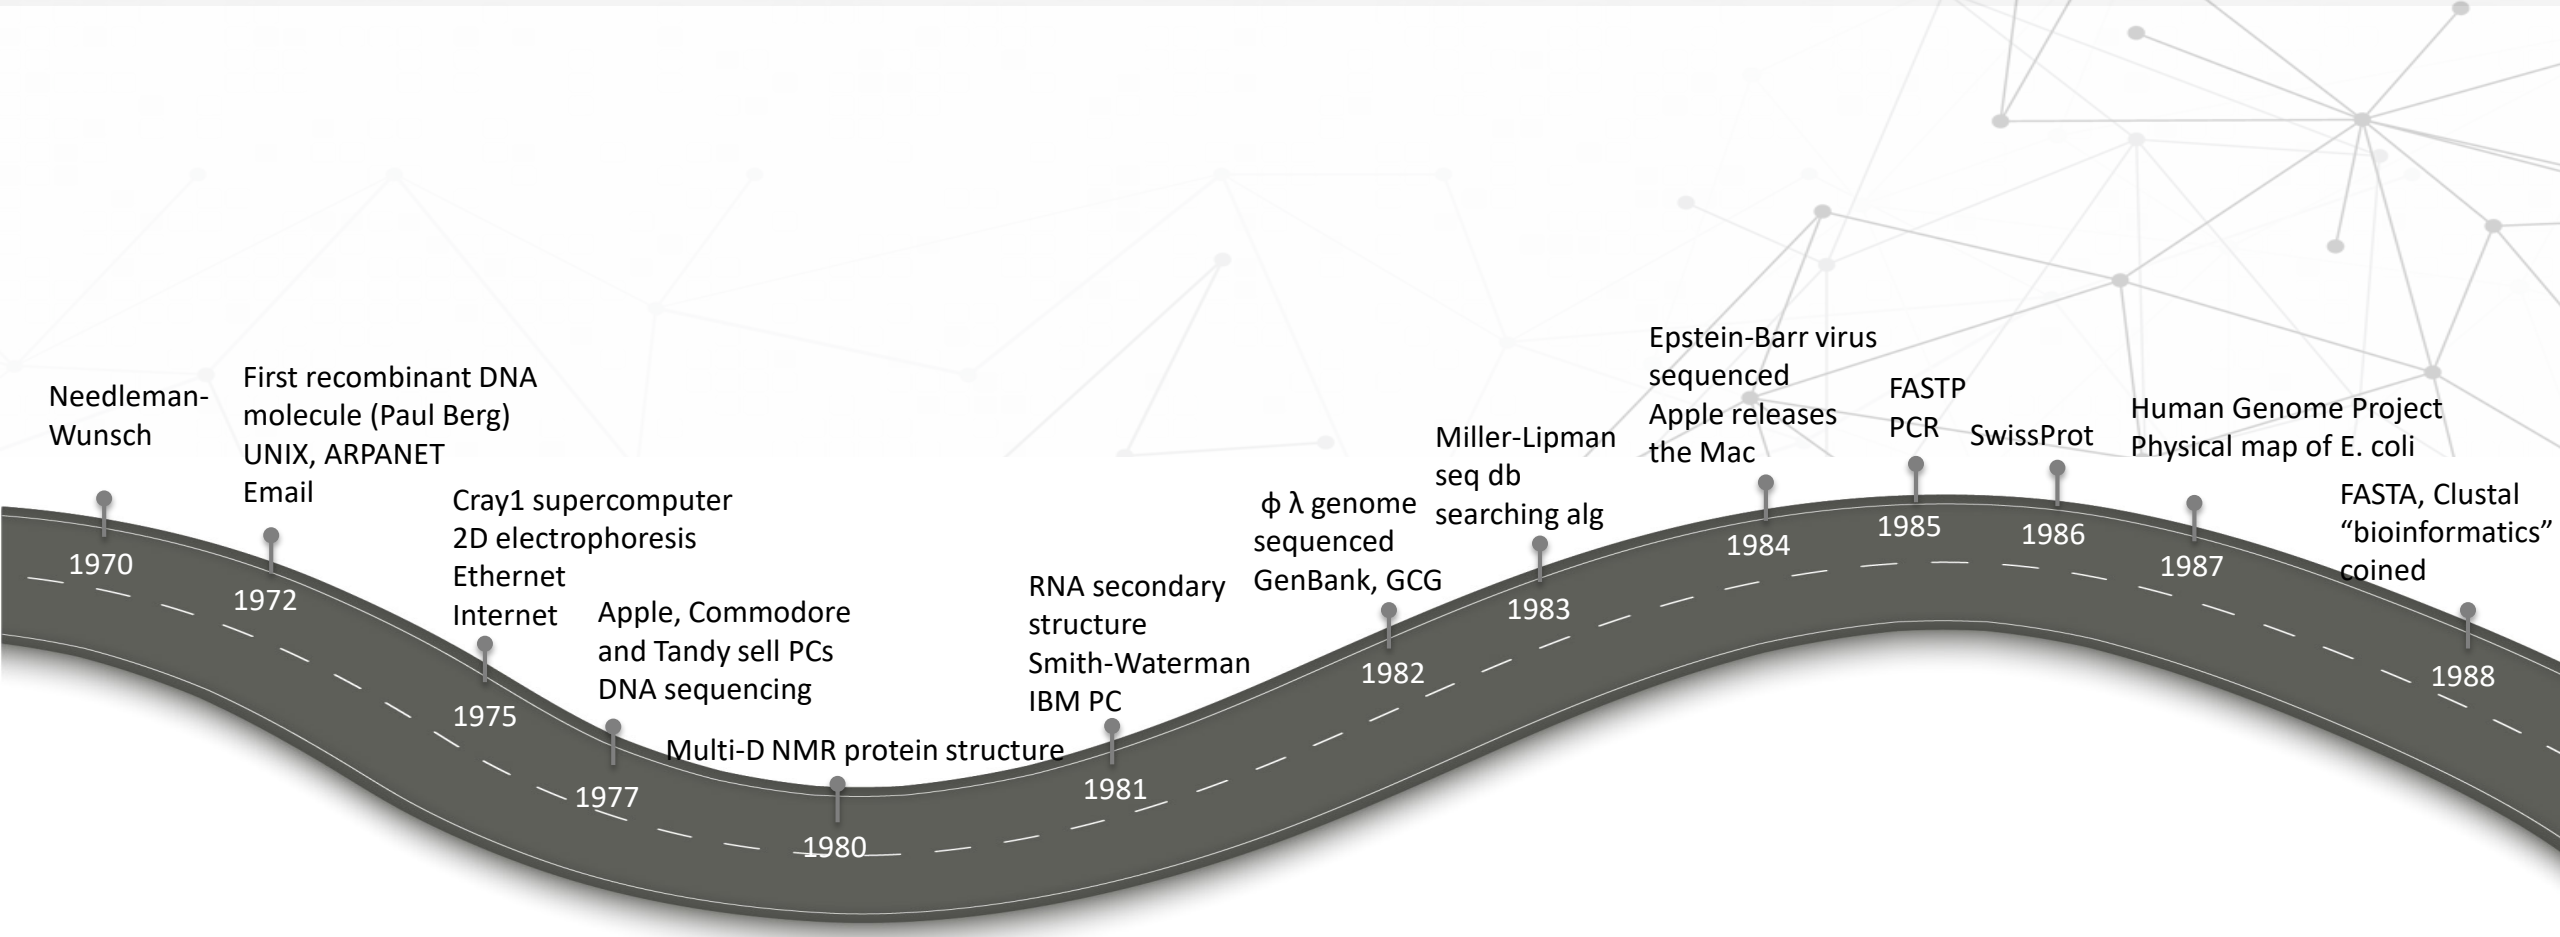 Needleman-
Wunsch
1970
First recombinant DNA
molecule (Paul Berg)
UNIX, ARPANET
Email
1972
Cray1 supercomputer
2D electrophoresis
Ethernet
Internet
1975
Apple, Commodore
and Tandy sell PCs
DNA sequencing
1977
Multi-D NMR protein structure
1980
RNA secondary
structure
Smith-Waterman
IBM PC
1981
ϕ λ genome
sequenced
GenBank, GCG
1982
Miller-Lipman
seq db
searching alg
1983
Epstein-Barr virus
sequenced
Apple releases
the Mac
1984
FASTP
PCR
1985
SwissProt
1986
Human Genome Project
Physical map of E. coli
1987
FASTA, Clustal
“bioinformatics”
coined
1988